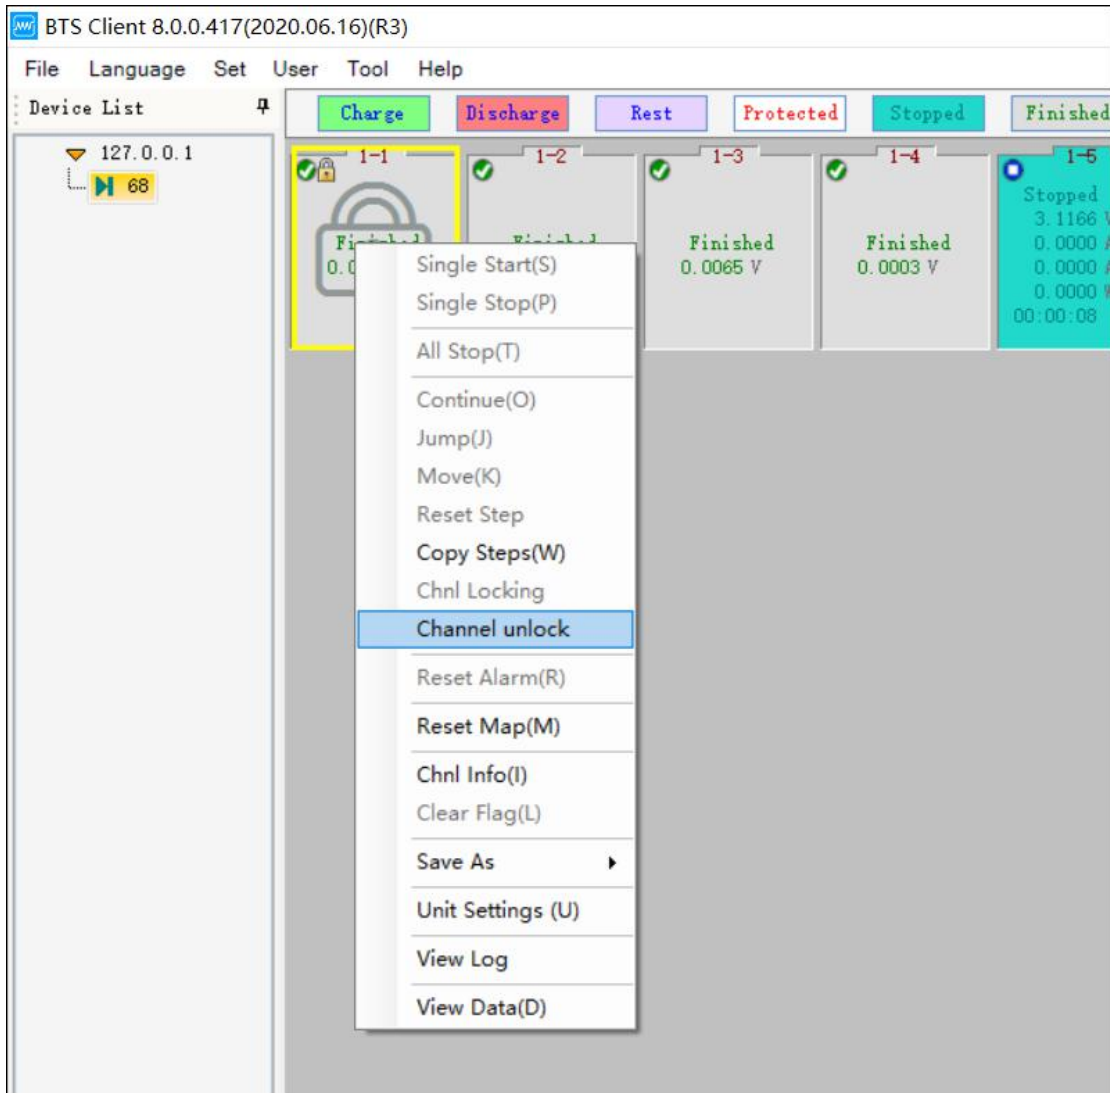 BTS Client 8.0.0.417(2020.06.16)(R3)
File Language Set User Tool Help
Device List
Charge Discharge Rest Protected Stopped Finished
127.0.0.1
68
1-1 1-2 1-3 1-4 1-5
Finished Finished Stopped
0.0065 V 0.0003 V 3.1166
0.0000
0.0000
0.0000
00:00:08
Single Start(S)
Single Stop(P)
All Stop(T)
Continue(O)
Jump(J)
Move(K)
Reset Step
Copy Steps(W)
Chnl Locking
Channel unlock
Reset Alarm(R)
Reset Map(M)
Chnl Info(I)
Clear Flag(L)
Save As
Unit Settings (U)
View Log
View Data(D)